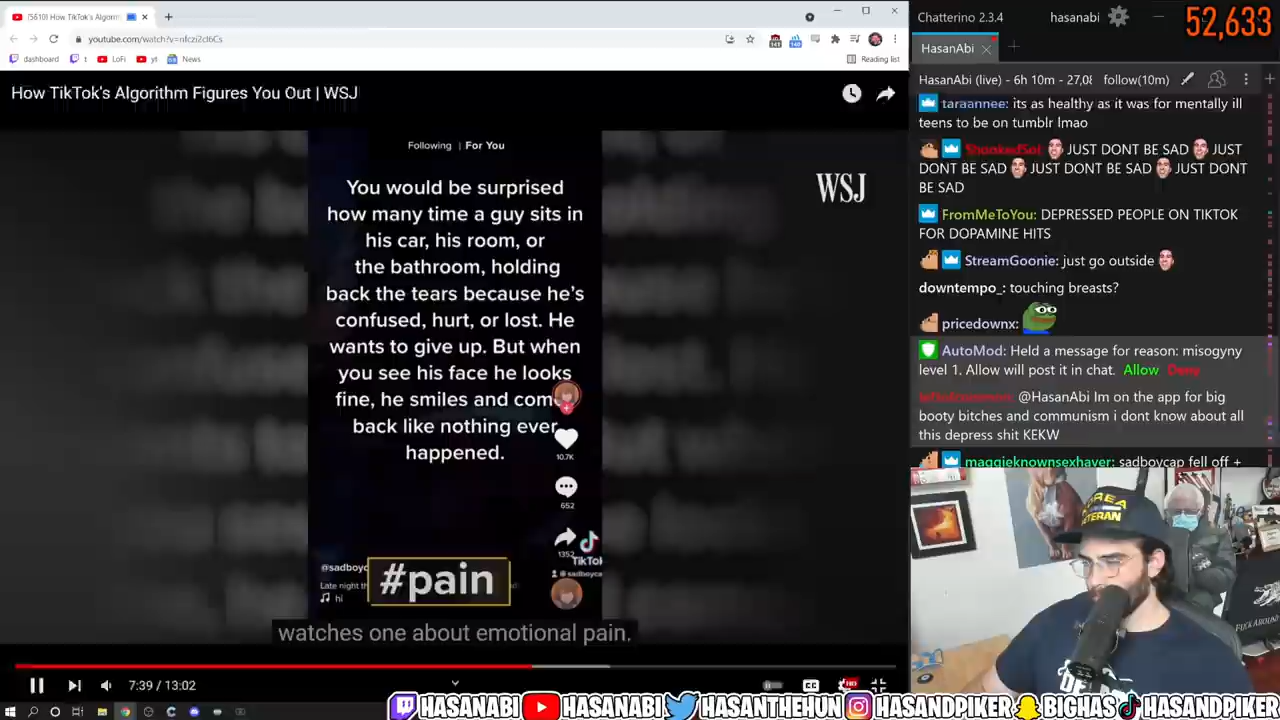 (5610) How TikTok's Algorithm
youtube.com/watch?v=nfczi2cI6Cs
dashboard
t
LoFi
yt
News
Reading list
How TikTok's Algorithm Figures You Out | WSJ
WSJ
Following | For You
You would be surprised
how many time a guy sits in
his car, his room, or
the bathroom, holding
back the tears because he's
confused, hurt, or lost. He
wants to give up. But when
you see his face he looks
fine, he smiles and
back like nothing ever
happened.
10.7K
652
1352
TikTok
@sadboyca
Late night
hi
#pain
watches one about emotional pain.
7:39 / 13:02
Chatterino 2.3.4
hasanabi
52,633
HasanAbi
HasanAbi (live) - 6h 10m - 27,0
follow(10m)
taraannee: its as healthy as it was for mentally ill
teens to be on tumblr lmao
JUST DONT BE SAD JUST
DONT BE SAD JUST DONT BE SAD JUST DONT
BE SAD
FromMeToYou: DEPRESSED PEOPLE ON TIKTOK
FOR DOPAMINE HITS
StreamGoonie: just go outside
downtempo_: touching breasts?
pricedownx:
AutoMod: Held a message for reason: misogyny
level 1. Allow will post it in chat. Allow Deny
@HasanAbi Im on the app for big
booty bitches and communism i dont know about all
this depress shit KEKW
maggieknownsexhaver: sadboycap fell off +
KOREA
VETERAN
HASANABI
HASANABI
HASANTHEHUN
HASANDPIKER
BIGHAS
HASANDPIKER